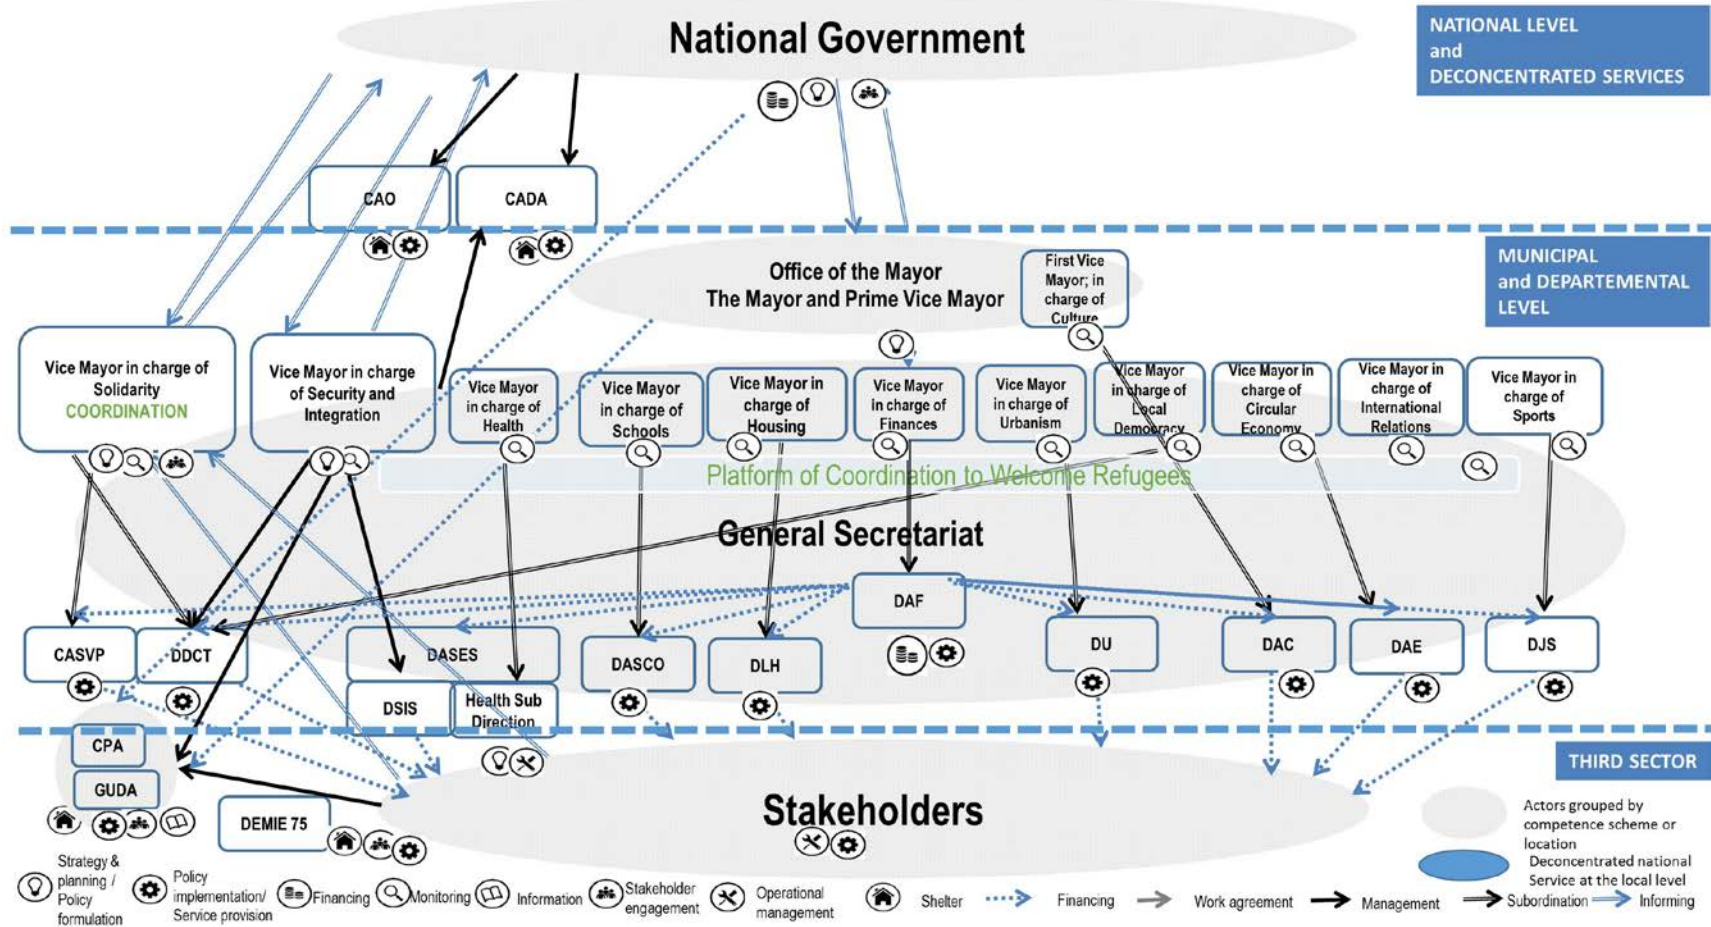 National Government
NATIONAL LEVEL
and
DECONCENTRATED SERVICES
CAO
CADA
MUNICIPAL
and DEPARTEMENTAL
LEVEL
Office of the Mayor
The Mayor and Prime Vice Mayor
First Vice
Mayor; in
charge of
Culture
Vice Mayor in charge of
Solidarity
COORDINATION
Vice Mayor in charge
of Security and
Integration
Vice Mayor
in charge of
Health
Vice Mayor
in charge of
Schools
Vice Mayor in
charge of
Housing
Vice Mayor
in charge of
Finances
Vice Mayor
in charge of
Urbanism
Vice Mayor
in charge of
Local
Democracy
Vice Mayor in
charge of
Circular
Economy
Vice Mayor in
charge of
International
Relations
Vice Mayor in
charge of
Sports
Platform of Coordination to Welcome Refugees
General Secretariat
DAF
CASVP
DDCT
DASES
DSIS
Health Sub
Direction
DASCO
DLH
DU
DAC
DAE
DJS
CPA
GUDA
DEMIE 75
Stakeholders
THIRD SECTOR
Actors grouped by
competence scheme or
location
Deconcentrated national
Service at the local level
Strategy &
planning /
Policy
formulation
Policy
implementation/
Service provision
Financing
Monitoring
Information
Stakeholder
engagement
Operational
management
Shelter
Financing
Work agreement
Management
Subordination
Informing